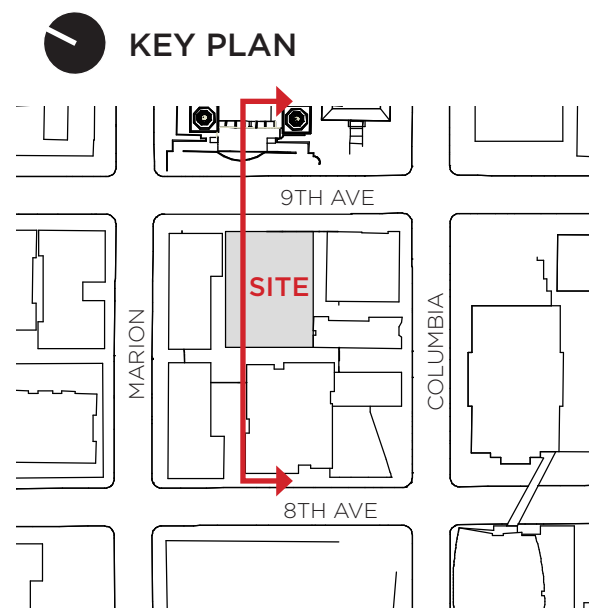 KEY PLAN
9TH AVE
SITE
MARION
COLUMBIA
8TH AVE